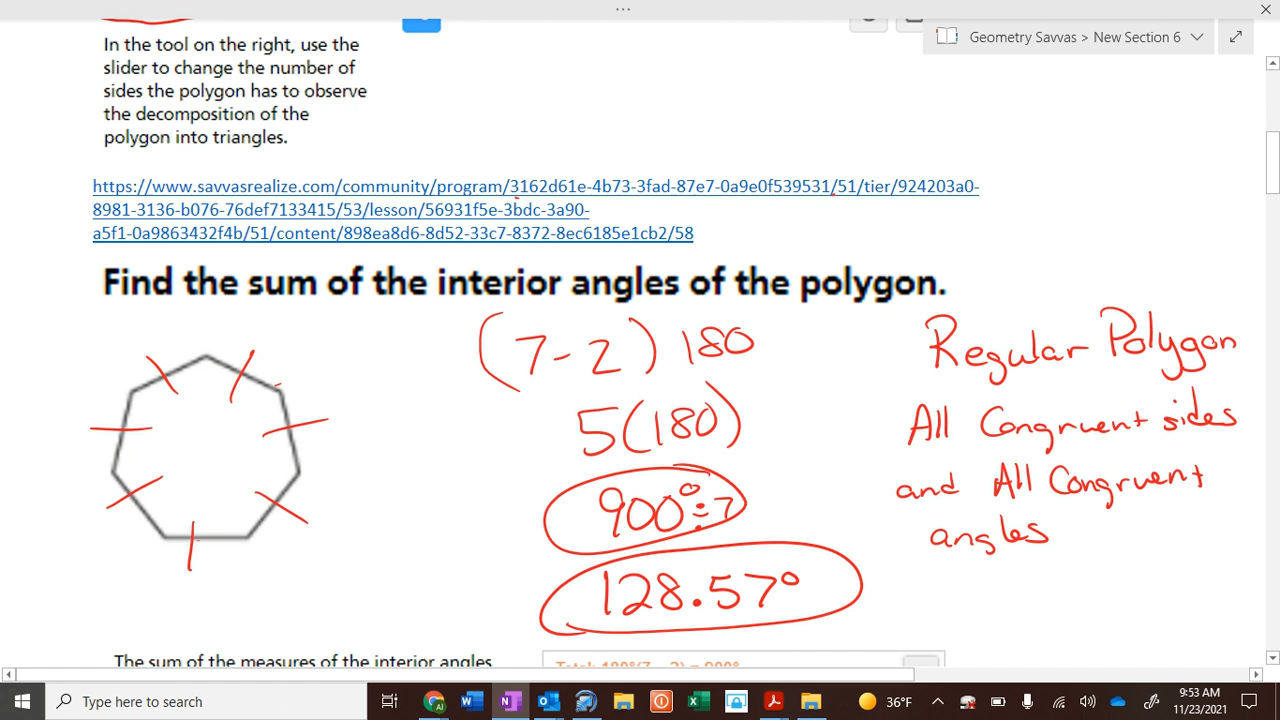 Geometry Savvas > New Section 6
In the tool on the right, use the
slider to change the number of
sides the polygon has to observe
the decomposition of the
polygon into triangles.
https://www.savvasrealize.com/community/program/3162d61e-4b73-3fad-87e7-0a9e0f539531/51/tier/924203a0-
8981-3136-b076-76def7133415/53/lesson/56931f5e-3bdc-3a90-
a5f1-0a9863432f4b/51/content/898ea8d6-8d52-33c7-8372-8ec6185e1cb2/58
Find the sum of the interior angles of the polygon.
(7-2)180
5(180)
900°÷7
128.57°
Regular Polygon
All Congruent sides
and All Congruent
angles
The sum of the measures of the interior angles
Total: 180°(7 − 2) = 900°
Type here to search
36°F
9:53 AM
11/23/2021